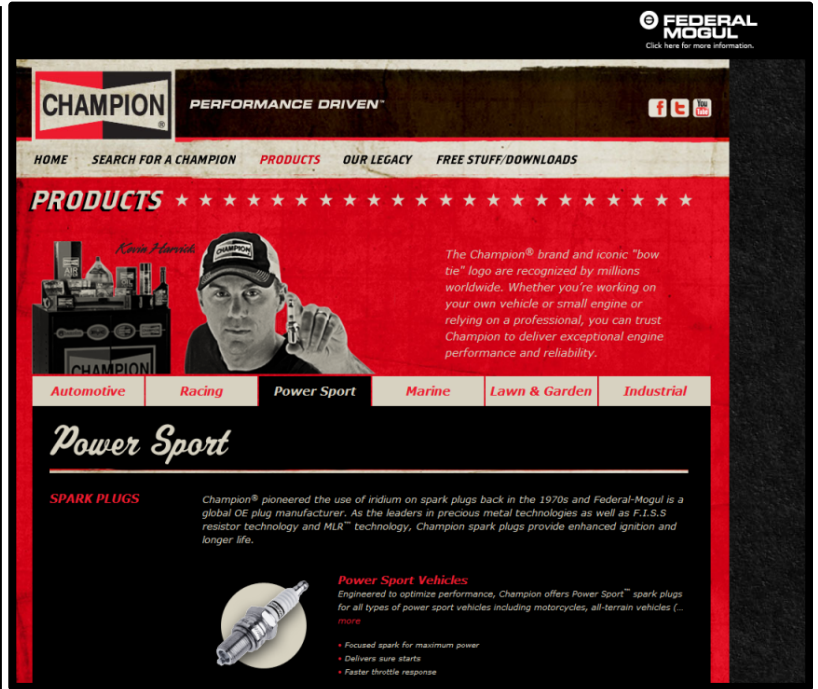 FEDERAL
MOGUL
Click here for more information.
CHAMPION
®
PERFORMANCE DRIVEN™
f t You
Tube
HOME SEARCH FOR A CHAMPION PRODUCTS OUR LEGACY FREE STUFF/DOWNLOADS
PRODUCTS
Kevin Harvick
CHAMPION
AIR
The Champion® brand and iconic "bow
tie" logo are recognized by millions
worldwide. Whether you're working on
your own vehicle or small engine or
relying on a professional, you can trust
Champion to deliver exceptional engine
performance and reliability.
CHAMPION
Automotive Racing Power Sport Marine Lawn & Garden Industrial
Power Sport
SPARK PLUGS
Champion® pioneered the use of iridium on spark plugs back in the 1970s and Federal-Mogul is a
global OE plug manufacturer. As the leaders in precious metal technologies as well as F.I.S.S
resistor technology and MLR™ technology, Champion spark plugs provide enhanced ignition and
longer life.
Power Sport Vehicles
Engineered to optimize performance, Champion offers Power Sport™ spark plugs
for all types of power sport vehicles including motorcycles, all-terrain vehicles (...
more
• Focused spark for maximum power
• Delivers sure starts
• Faster throttle response